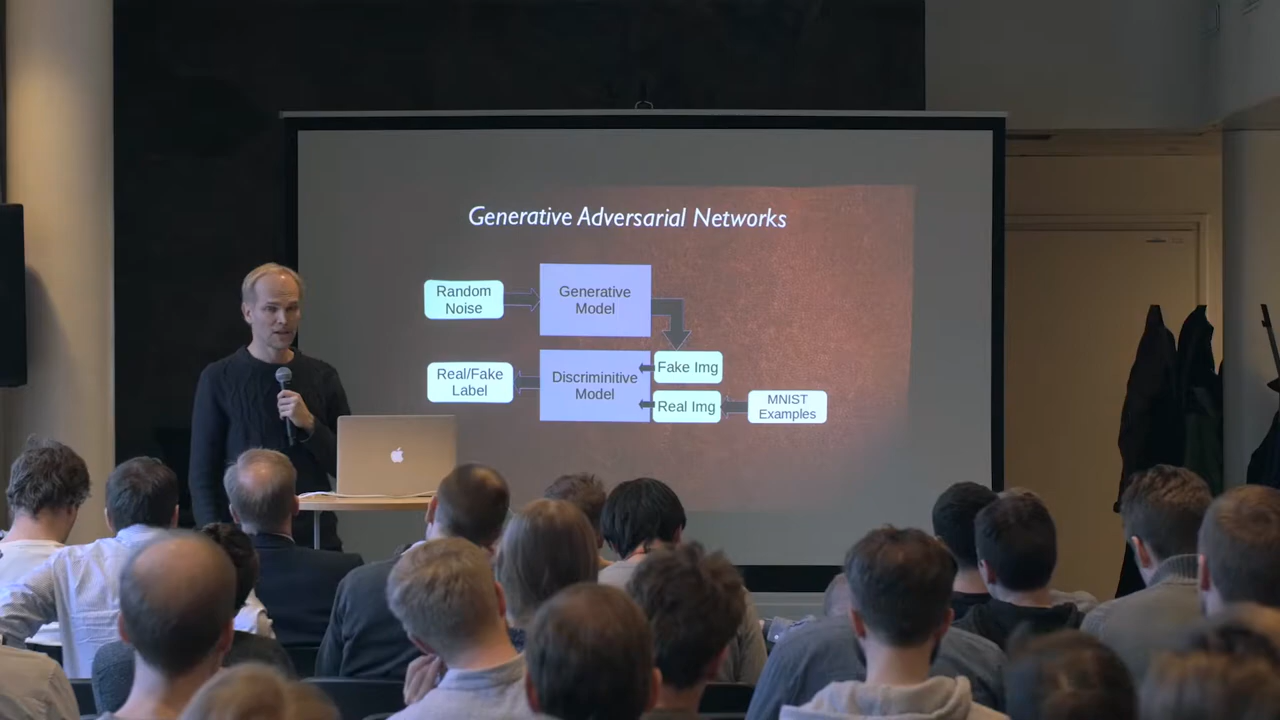 Generative Adversarial Networks
Random
Noise
Generative
Model
Real/Fake
Label
Discriminitive
Model
Fake Img
Real Img
MNIST
Examples